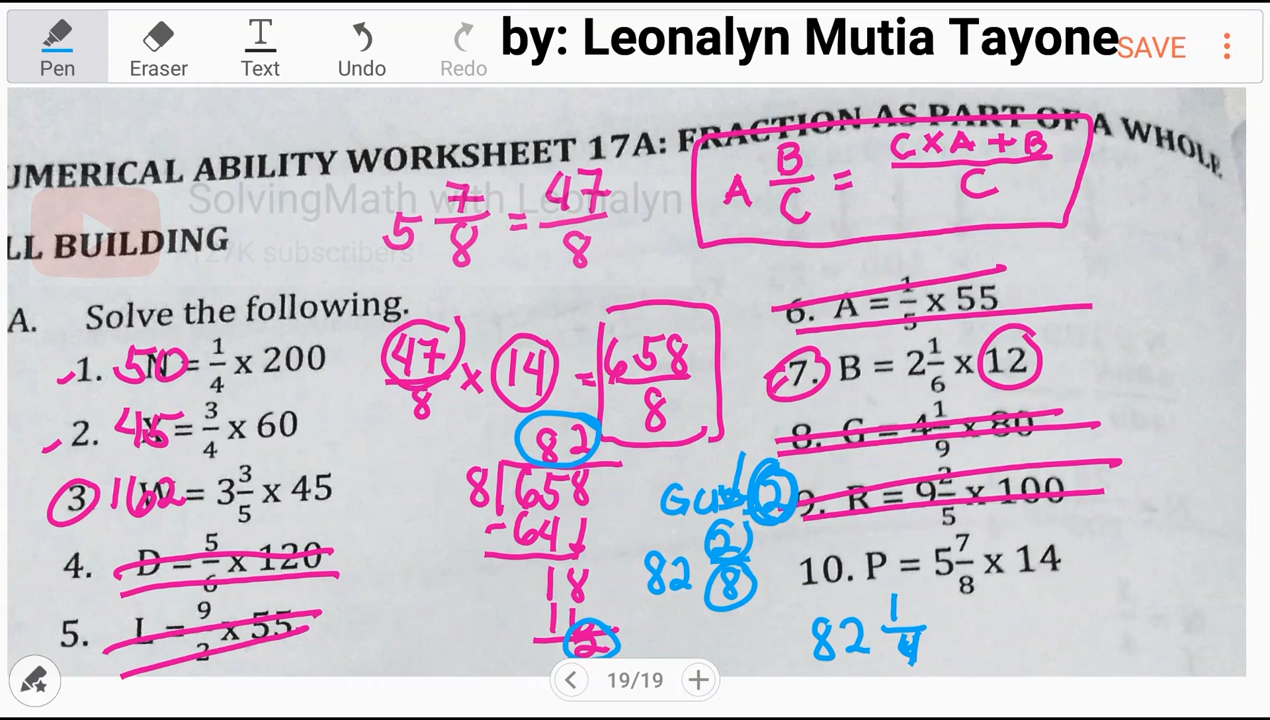 by: Leonalyn Mutia Tayone
SAVE
Pen
Eraser
Text
Undo
Redo
UMERICAL ABILITY WORKSHEET 17A: FRACTION AS PART OF A WHOLE
SolvingMath with Leonalyn
27K subscribers
LL BUILDING
5 7/8 = 47/8
A B/C = C x A + B / C
A. Solve the following.
1. 50 = 1/4 x 200
2. 45 = 3/4 x 60
3 162 W = 3 3/5 x 45
4. D = 5/6 x 120
5. L = 9/2 x 55
47/8 x 14 = 658/8
82
8 658
- 64
18
2
82 2/8
6. A = 1/5 x 55
7. B = 2 1/6 x 12
8. G = 4 1/9 x 80
9. R = 9 2/5 x 100
10. P = 5 7/8 x 14
82 1/4
19/19